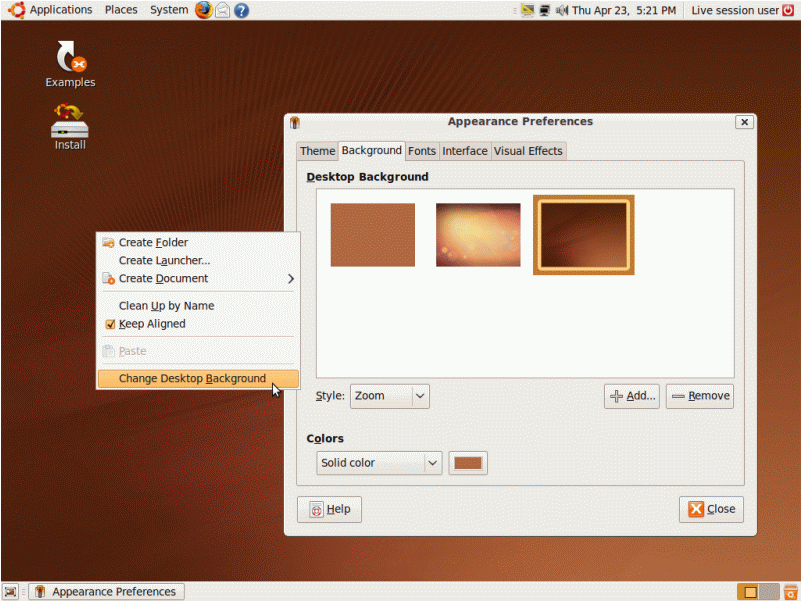 Applications Places System Thu Apr 23, 5:21 PM Live session user
Examples
Install
Appearance Preferences
Theme Background Fonts Interface Visual Effects
Desktop Background
Create Folder
Create Launcher...
Create Document
Clean Up by Name
Keep Aligned
Paste
Change Desktop Background
Style: Zoom Add... Remove
Colors
Solid color
Help Close
Appearance Preferences